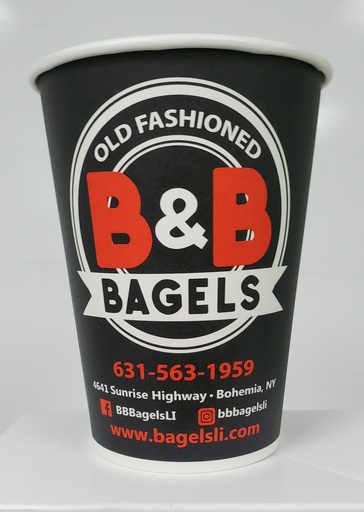 OLD FASHIONED
B&B
BAGELS
631-563-1959
4641 Sunrise Highway • Bohemia, NY
BBBagelsLI bbbagelsli
www.bagelsli.com